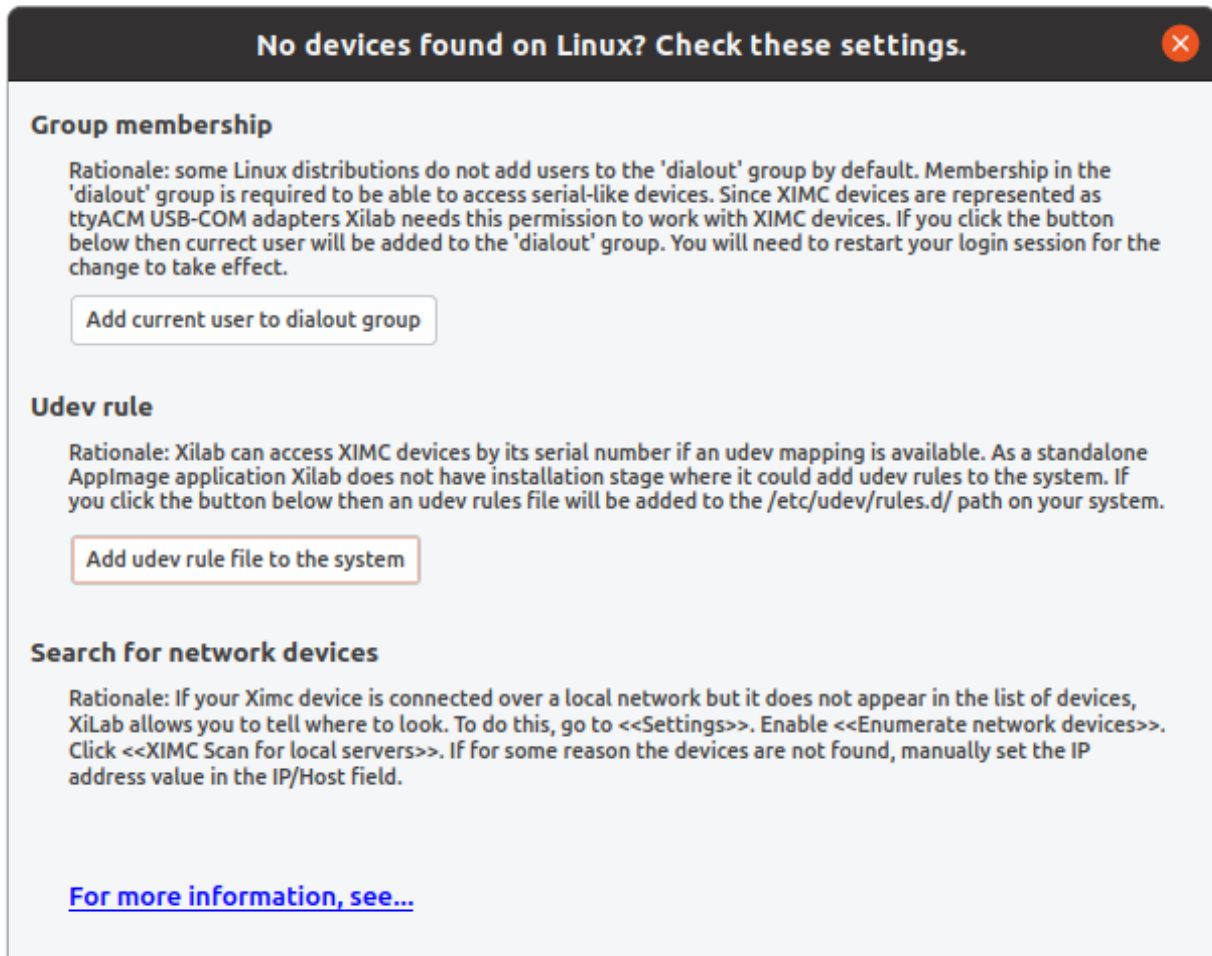 No devices found on Linux? Check these settings.
Group membership
Rationale: some Linux distributions do not add users to the 'dialout' group by default. Membership in the
'dialout' group is required to be able to access serial-like devices. Since XIMC devices are represented as
ttyACM USB-COM adapters Xilab needs this permission to work with XIMC devices. If you click the button
below then currect user will be added to the 'dialout' group. You will need to restart your login session for the
change to take effect.
Add current user to dialout group
Udev rule
Rationale: Xilab can access XIMC devices by its serial number if an udev mapping is available. As a standalone
AppImage application Xilab does not have installation stage where it could add udev rules to the system. If
you click the button below then an udev rules file will be added to the /etc/udev/rules.d/ path on your system.
Add udev rule file to the system
Search for network devices
Rationale: If your Ximc device is connected over a local network but it does not appear in the list of devices,
XiLab allows you to tell where to look. To do this, go to <<Settings>>. Enable <<Enumerate network devices>>.
Click <<XIMC Scan for local servers>>. If for some reason the devices are not found, manually set the IP
address value in the IP/Host field.
For more information, see...